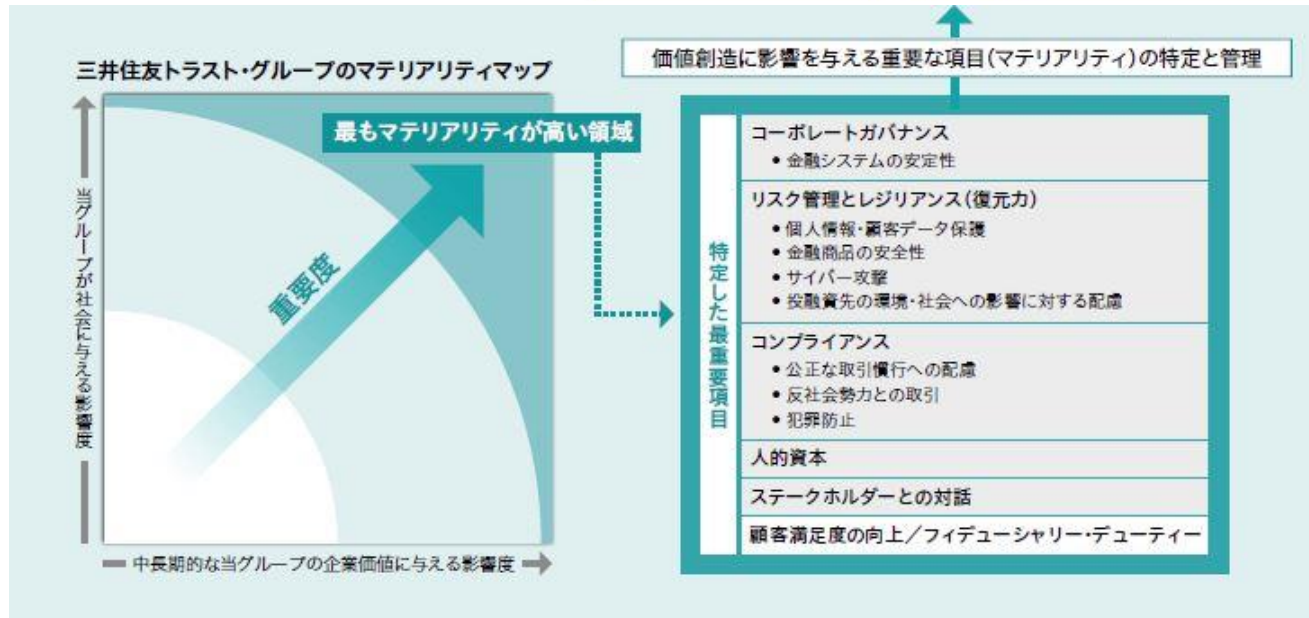 価値創造に影響を与える重要な項目(マテリアリティ)の特定と管理
三井住友トラスト・グループのマテリアリティマップ
最もマテリアリティが高い領域
重要度
当グループが社会に与える影響度
中長期的な当グループの企業価値に与える影響度
特定した最重要項目
コーポレートガバナンス
• 金融システムの安定性
リスク管理とレジリアンス(復元力)
• 個人情報・顧客データ保護
• 金融商品の安全性
• サイバー攻撃
• 投融資先の環境・社会への影響に対する配慮
コンプライアンス
• 公正な取引慣行への配慮
• 反社会勢力との取引
• 犯罪防止
人的資本
ステークホルダーとの対話
顧客満足度の向上／フィデューシャリー・デューティー